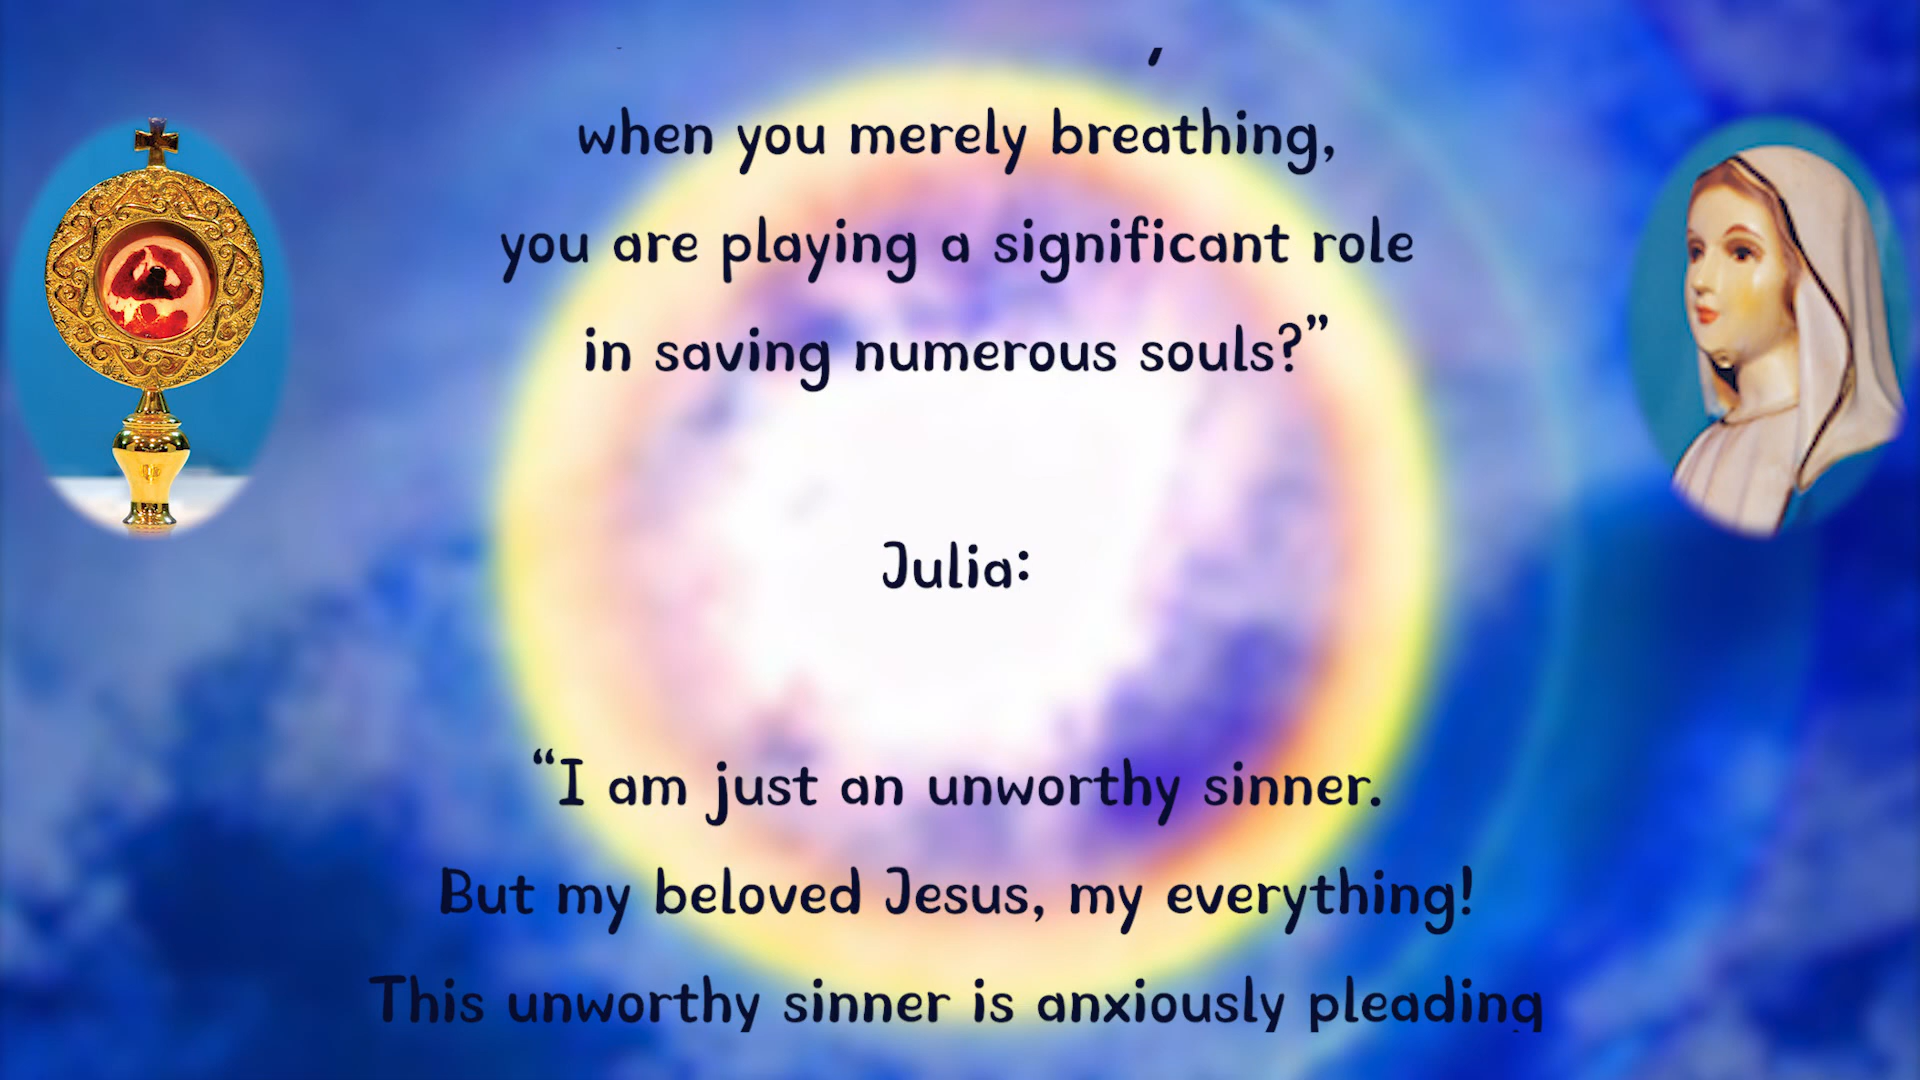 when you merely breathing,
you are playing a significant role
in saving numerous souls?”
Julia:
“I am just an unworthy sinner.
But my beloved Jesus, my everything!
This unworthy sinner is anxiously pleading